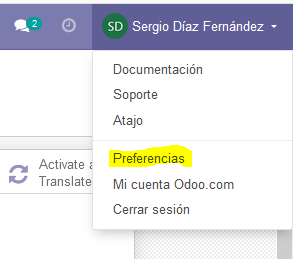 2
SD Sergio Díaz Fernández
Documentación
Soporte
Atajo
Preferencias
Mi cuenta Odoo.com
Cerrar sesión
Activate a
Translate